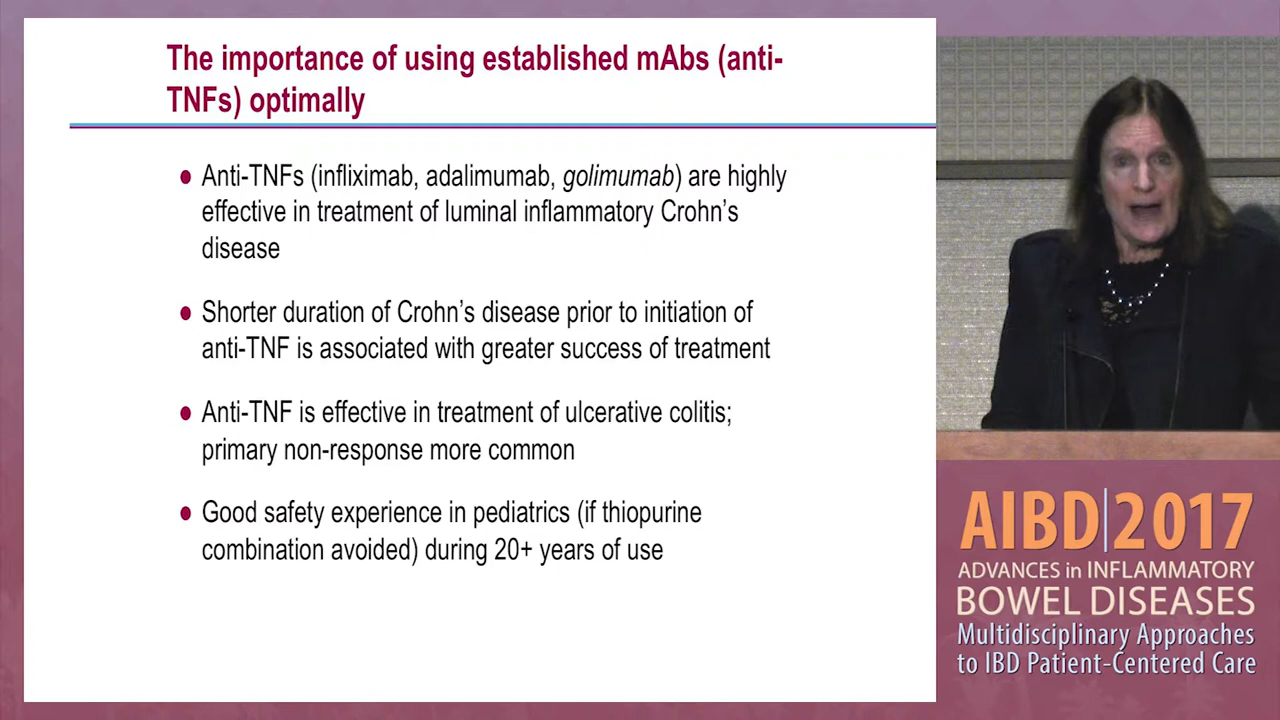 The importance of using established mAbs (anti-
TNFs) optimally
● Anti-TNFs (infliximab, adalimumab, golimumab) are highly
effective in treatment of luminal inflammatory Crohn's
disease
● Shorter duration of Crohn's disease prior to initiation of
anti-TNF is associated with greater success of treatment
● Anti-TNF is effective in treatment of ulcerative colitis;
primary non-response more common
● Good safety experience in pediatrics (if thiopurine
combination avoided) during 20+ years of use
AIBD|2017
ADVANCES in INFLAMMATORY
BOWEL DISEASES
Multidisciplinary Approaches
to IBD Patient-Centered Care